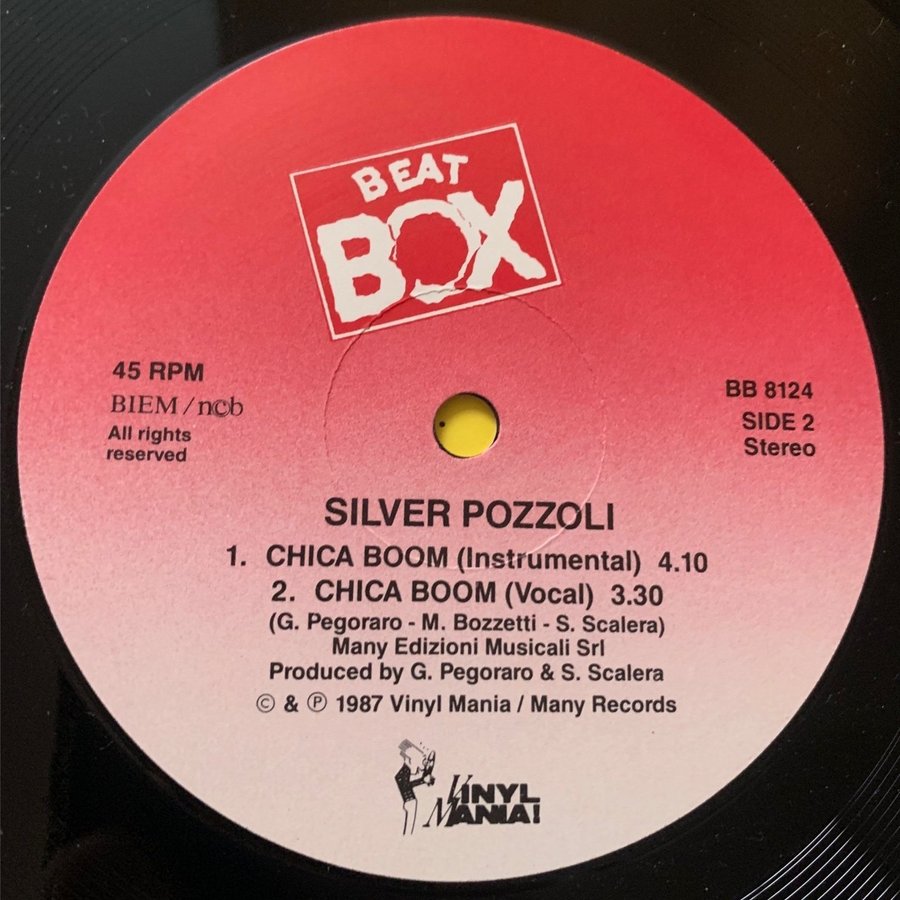 BEAT
BOX
45 RPM
BIEM/ncb
All rights
reserved
BB 8124
SIDE 2
Stereo
SILVER POZZOLI
1. CHICA BOOM (Instrumental) 4.10
2. CHICA BOOM (Vocal) 3.30
(G. Pegoraro - M. Bozzetti - S. Scalera)
Many Edizioni Musicali Srl
Produced by G. Pegoraro & S. Scalera
© & ℗ 1987 Vinyl Mania / Many Records
VINYL
MANIA!